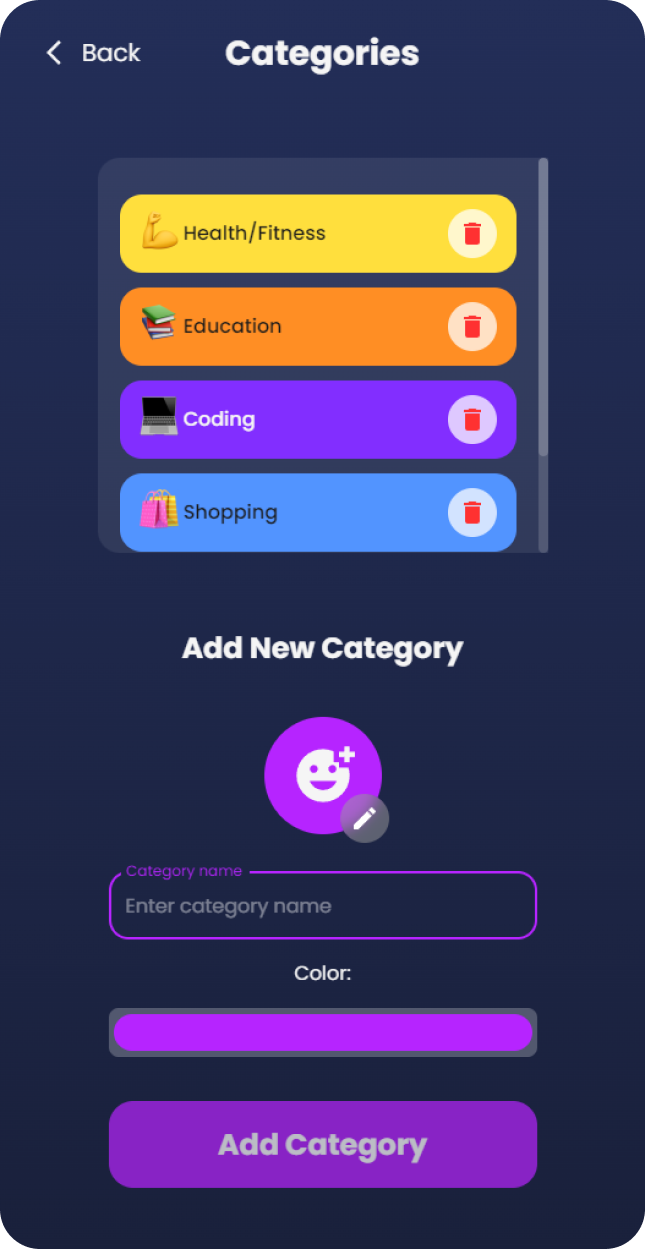 Back
Categories
Health/Fitness
Education
Coding
Shopping
Add New Category
Category name
Enter category name
Color:
Add Category